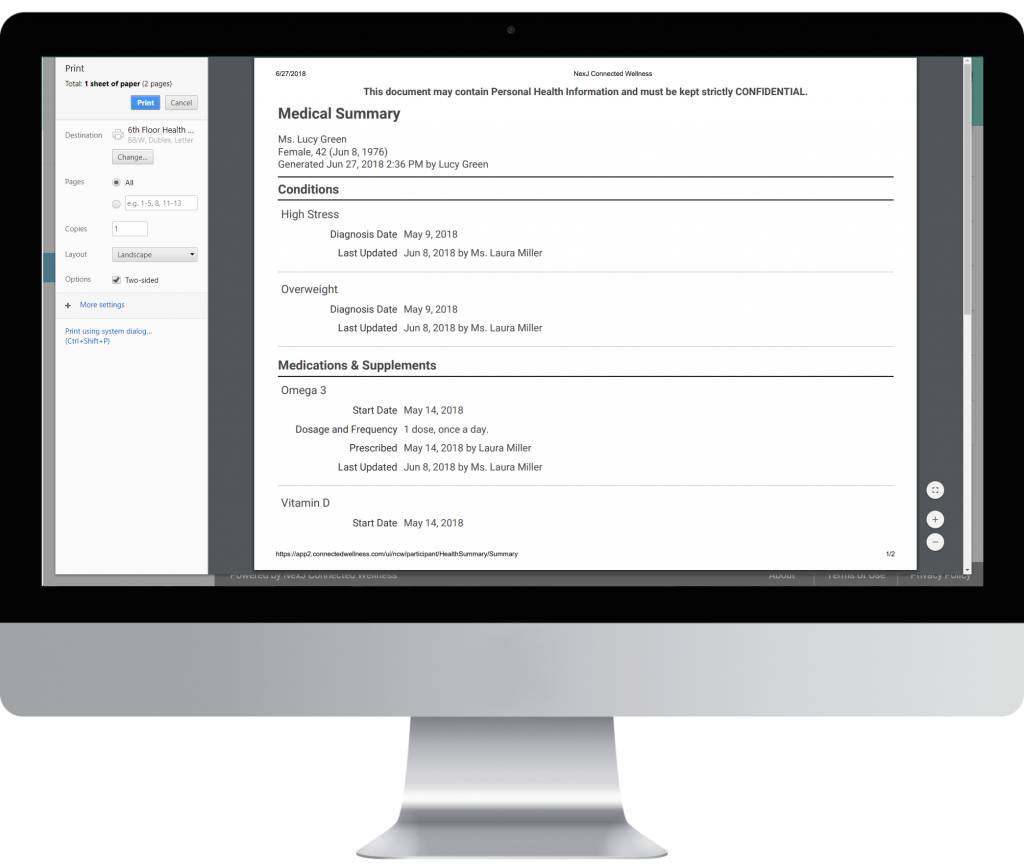 Print
Total: 1 sheet of paper (2 pages)
Print Cancel
Destination 6th Floor Health ...
B&W, Dublex, Letter
Change...
Pages All
e.g. 1-5, 8, 11-13
Copies 1
Layout Landscape
Options Two-sided
+ More settings
Print using system dialog...
(Ctrl+Shift+P)
6/27/2018 NexJ Connected Wellness
This document may contain Personal Health Information and must be kept strictly CONFIDENTIAL.
Medical Summary
Ms. Lucy Green
Female, 42 (Jun 8, 1976)
Generated Jun 27, 2018 2:36 PM by Lucy Green
Conditions
High Stress
Diagnosis Date May 9, 2018
Last Updated Jun 8, 2018 by Ms. Laura Miller
Overweight
Diagnosis Date May 9, 2018
Last Updated Jun 8, 2018 by Ms. Laura Miller
Medications & Supplements
Omega 3
Start Date May 14, 2018
Dosage and Frequency 1 dose, once a day.
Prescribed May 14, 2018 by Laura Miller
Last Updated Jun 8, 2018 by Ms. Laura Miller
Vitamin D
Start Date May 14, 2018
https://app2.connectedwellness.com/ui/ncw/participant/HealthSummary/Summary 1/2
Powered by NexJ Connected Wellness About Terms of Use Privacy Policy